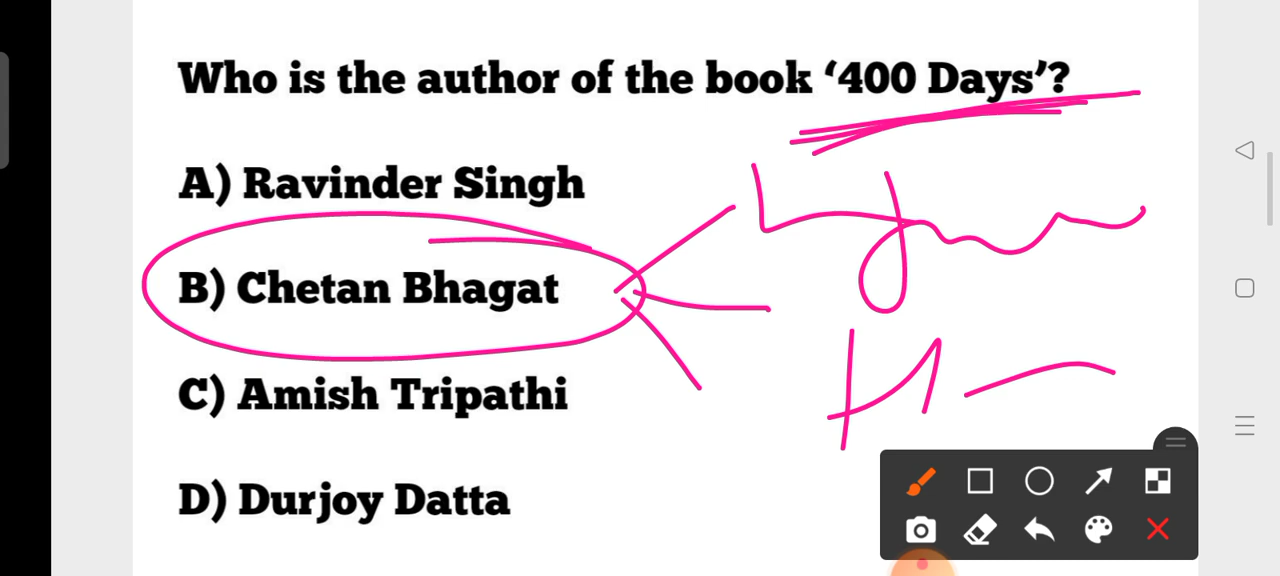 Who is the author of the book ‘400 Days’?
A) Ravinder Singh
B) Chetan Bhagat
C) Amish Tripathi
D) Durjoy Datta